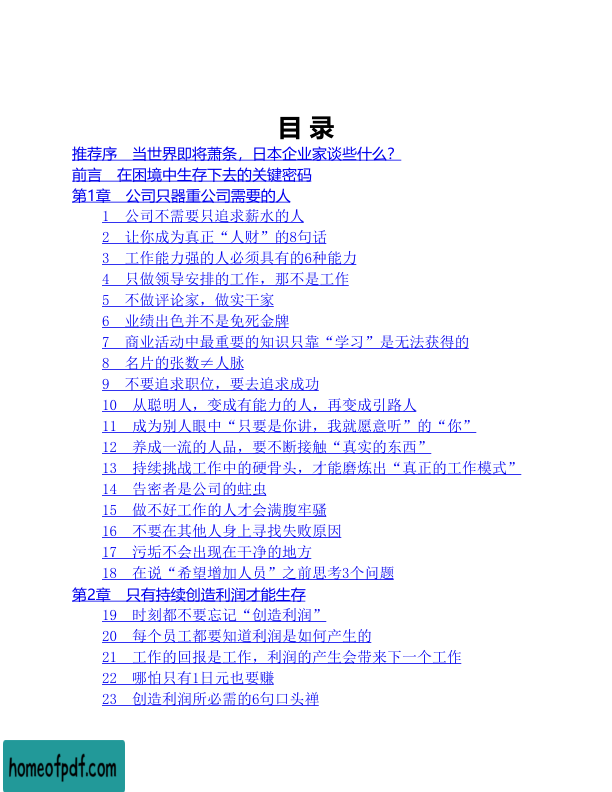 目 录
推荐序　当世界即将萧条，日本企业家谈些什么？
前言　在困境中生存下去的关键密码
第1章　公司只器重公司需要的人
1　公司不需要只追求薪水的人
2　让你成为真正“人财”的8句话
3　工作能力强的人必须具有的6种能力
4　只做领导安排的工作，那不是工作
5　不做评论家，做实干家
6　业绩出色并不是免死金牌
7　商业活动中最重要的知识只靠“学习”是无法获得的
8　名片的张数≠人脉
9　不要追求职位，要去追求成功
10　从聪明人，变成有能力的人，再变成引路人
11　成为别人眼中“只要是你讲，我就愿意听”的“你”
12　养成一流的人品，要不断接触“真实的东西”
13　持续挑战工作中的硬骨头，才能磨炼出“真正的工作模式”
14　告密者是公司的蛀虫
15　做不好工作的人才会满腹牢骚
16　不要在其他人身上寻找失败原因
17　污垢不会出现在干净的地方
18　在说“希望增加人员”之前思考3个问题
第2章　只有持续创造利润才能生存
19　时刻都不要忘记“创造利润”
20　每个员工都要知道利润是如何产生的
21　工作的回报是工作，利润的产生会带来下一个工作
22　哪怕只有1日元也要赚
23　创造利润所必需的6句口头禅
homeofpdf.com